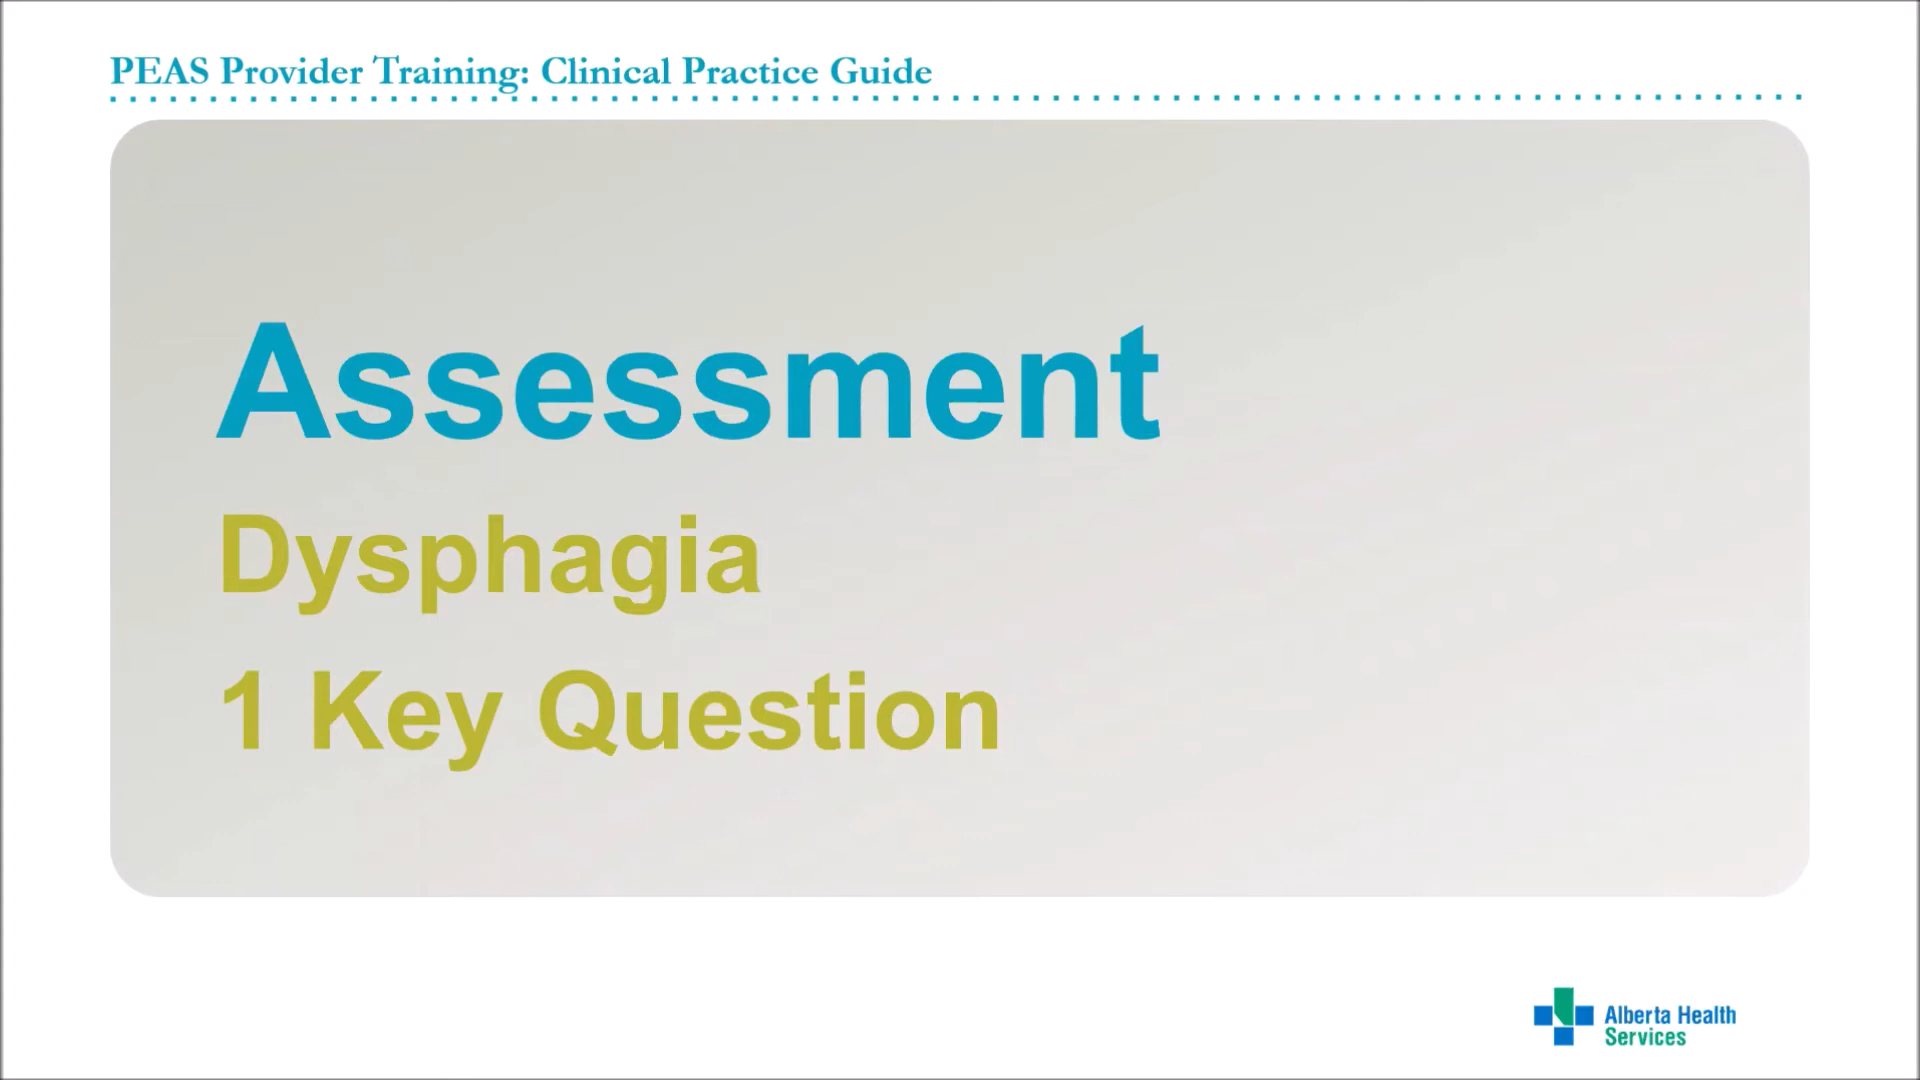 PEAS Provider Training: Clinical Practice Guide
Assessment
Dysphagia
1 Key Question
Alberta Health
Services